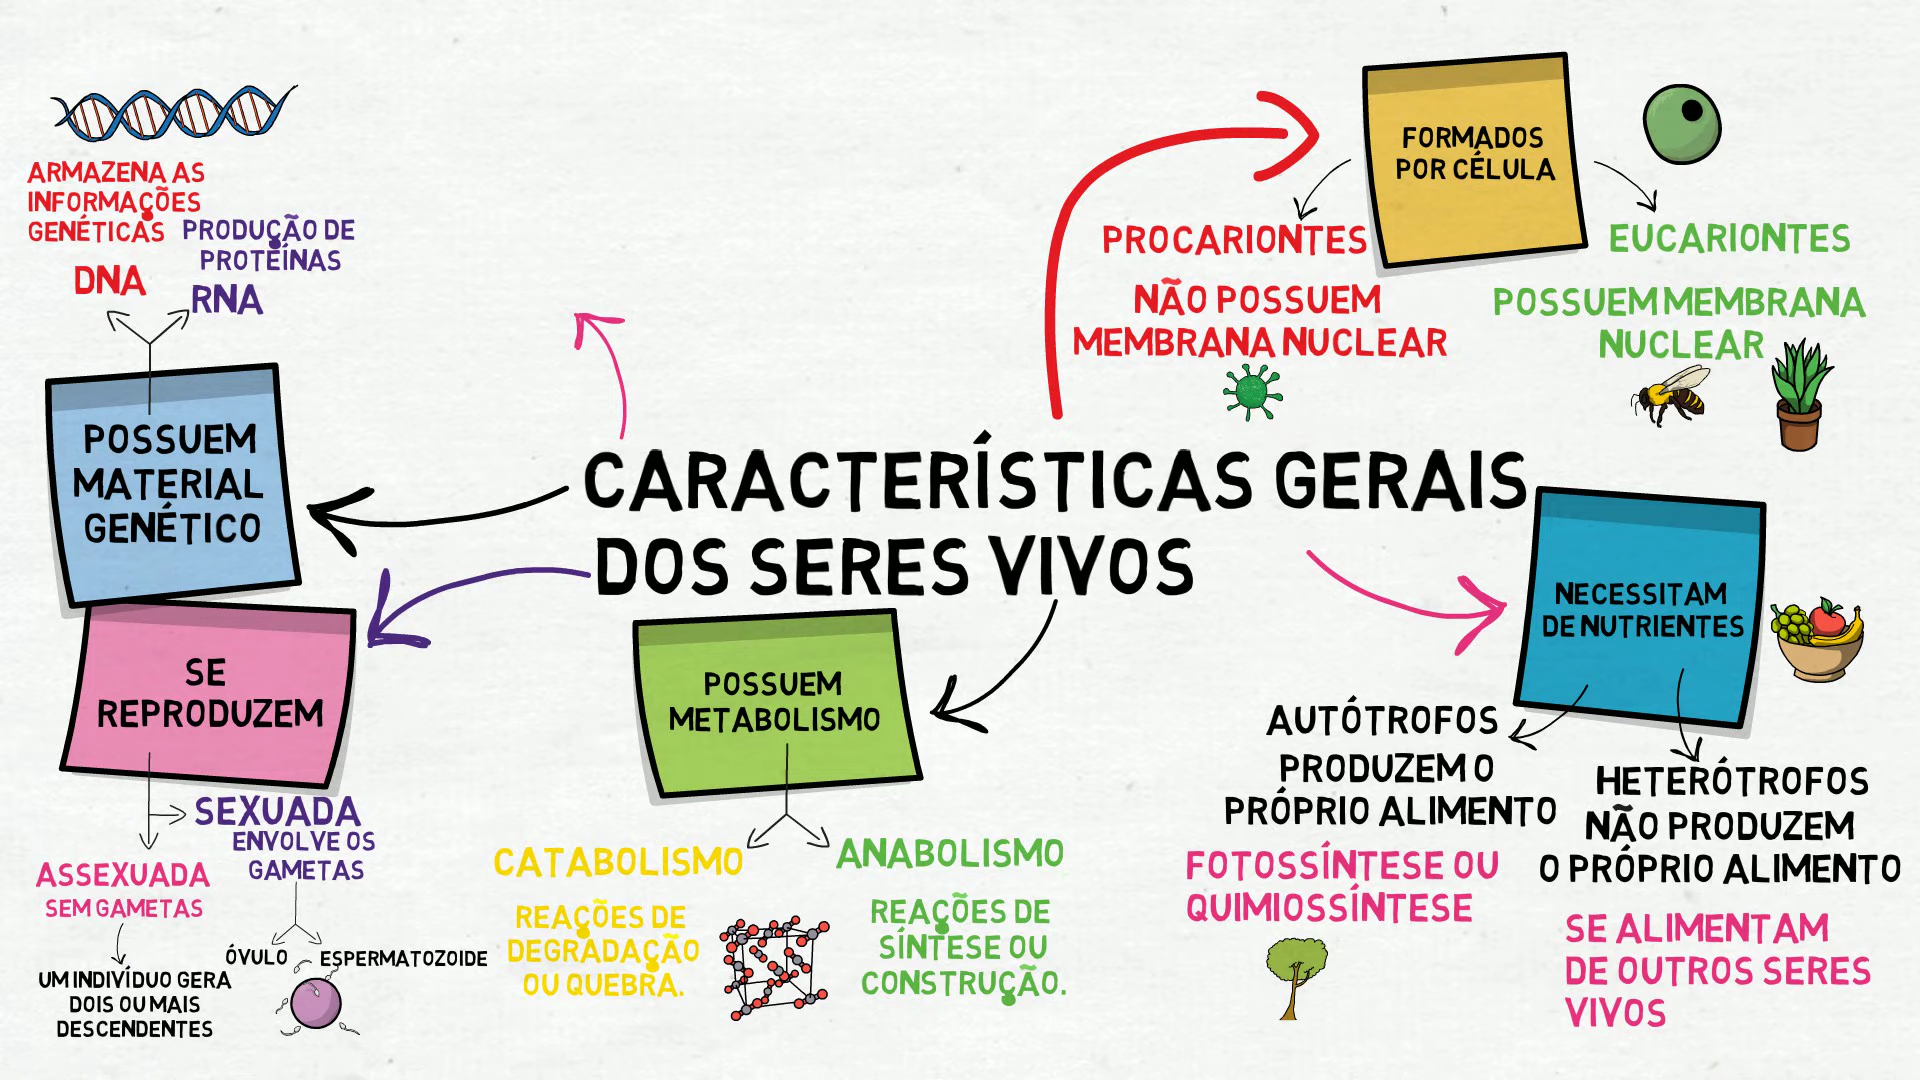 ARMAZENA AS
INFORMAÇÕES
GENÉTICAS
PRODUÇÃO DE
PROTEÍNAS
DNA
RNA
POSSUEM
MATERIAL
GENÉTICO
FORMADOS
POR CÉLULA
PROCARIONTES
NÃO POSSUEM
MEMBRANA NUCLEAR
EUCARIONTES
POSSUEM MEMBRANA
NUCLEAR
CARACTERÍSTICAS GERAIS
DOS SERES VIVOS
SE
REPRODUZEM
SEXUADA
ENVOLVE OS
GAMETAS
ASSEXUADA
SEM GAMETAS
ÓVULO
ESPERMATOZOIDE
UM INDIVÍDUO GERA
DOIS OU MAIS
DESCENDENTES
POSSUEM
METABOLISMO
CATABOLISMO
REAÇÕES DE
DEGRADAÇÃO
OU QUEBRA.
ANABOLISMO
REAÇÕES DE
SÍNTESE OU
CONSTRUÇÃO.
NECESSITAM
DE NUTRIENTES
AUTÓTROFOS
PRODUZEM O
PRÓPRIO ALIMENTO
FOTOSSÍNTESE OU
QUIMIOSSÍNTESE
HETERÓTROFOS
NÃO PRODUZEM
O PRÓPRIO ALIMENTO
SE ALIMENTAM
DE OUTROS SERES
VIVOS